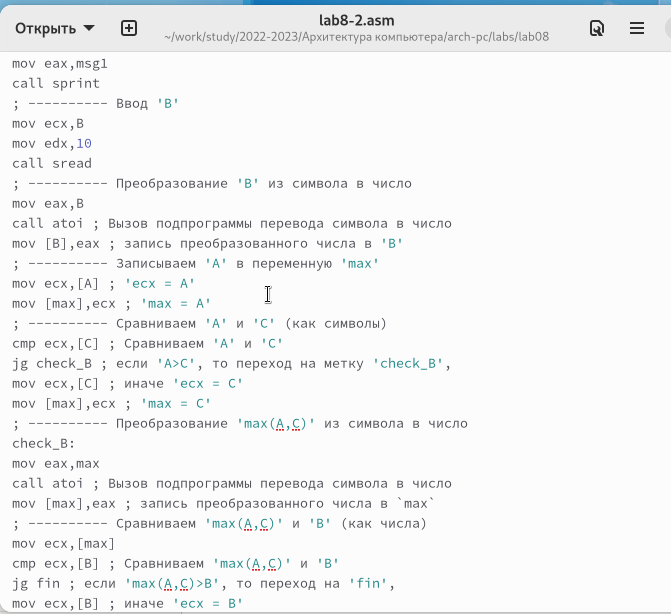 Открыть
lab8-2.asm
~/work/study/2022-2023/Архитектура компьютера/arch-pc/labs/lab08
mov eax,msg1
call sprint
; ---------- Ввод 'B'
mov ecx,B
mov edx,10
call sread
; ---------- Преобразование 'B' из символа в число
mov eax,B
call atoi ; Вызов подпрограммы перевода символа в число
mov [B],eax ; запись преобразованного числа в 'B'
; ---------- Записываем 'A' в переменную 'max'
mov ecx,[A] ; 'ecx = A'
mov [max],ecx ; 'max = A'
; ---------- Сравниваем 'A' и 'С' (как символы)
cmp ecx,[C] ; Сравниваем 'A' и 'С'
jg check_B ; если 'A>C', то переход на метку 'check_B',
mov ecx,[C] ; иначе 'ecx = C'
mov [max],ecx ; 'max = C'
; ---------- Преобразование 'max(A,C)' из символа в число
check_B:
mov eax,max
call atoi ; Вызов подпрограммы перевода символа в число
mov [max],eax ; запись преобразованного числа в `max`
; ---------- Сравниваем 'max(A,C)' и 'B' (как числа)
mov ecx,[max]
cmp ecx,[B] ; Сравниваем 'max(A,C)' и 'B'
jg fin ; если 'max(A,C)>B', то переход на 'fin',
mov ecx,[B] ; иначе 'ecx = B'